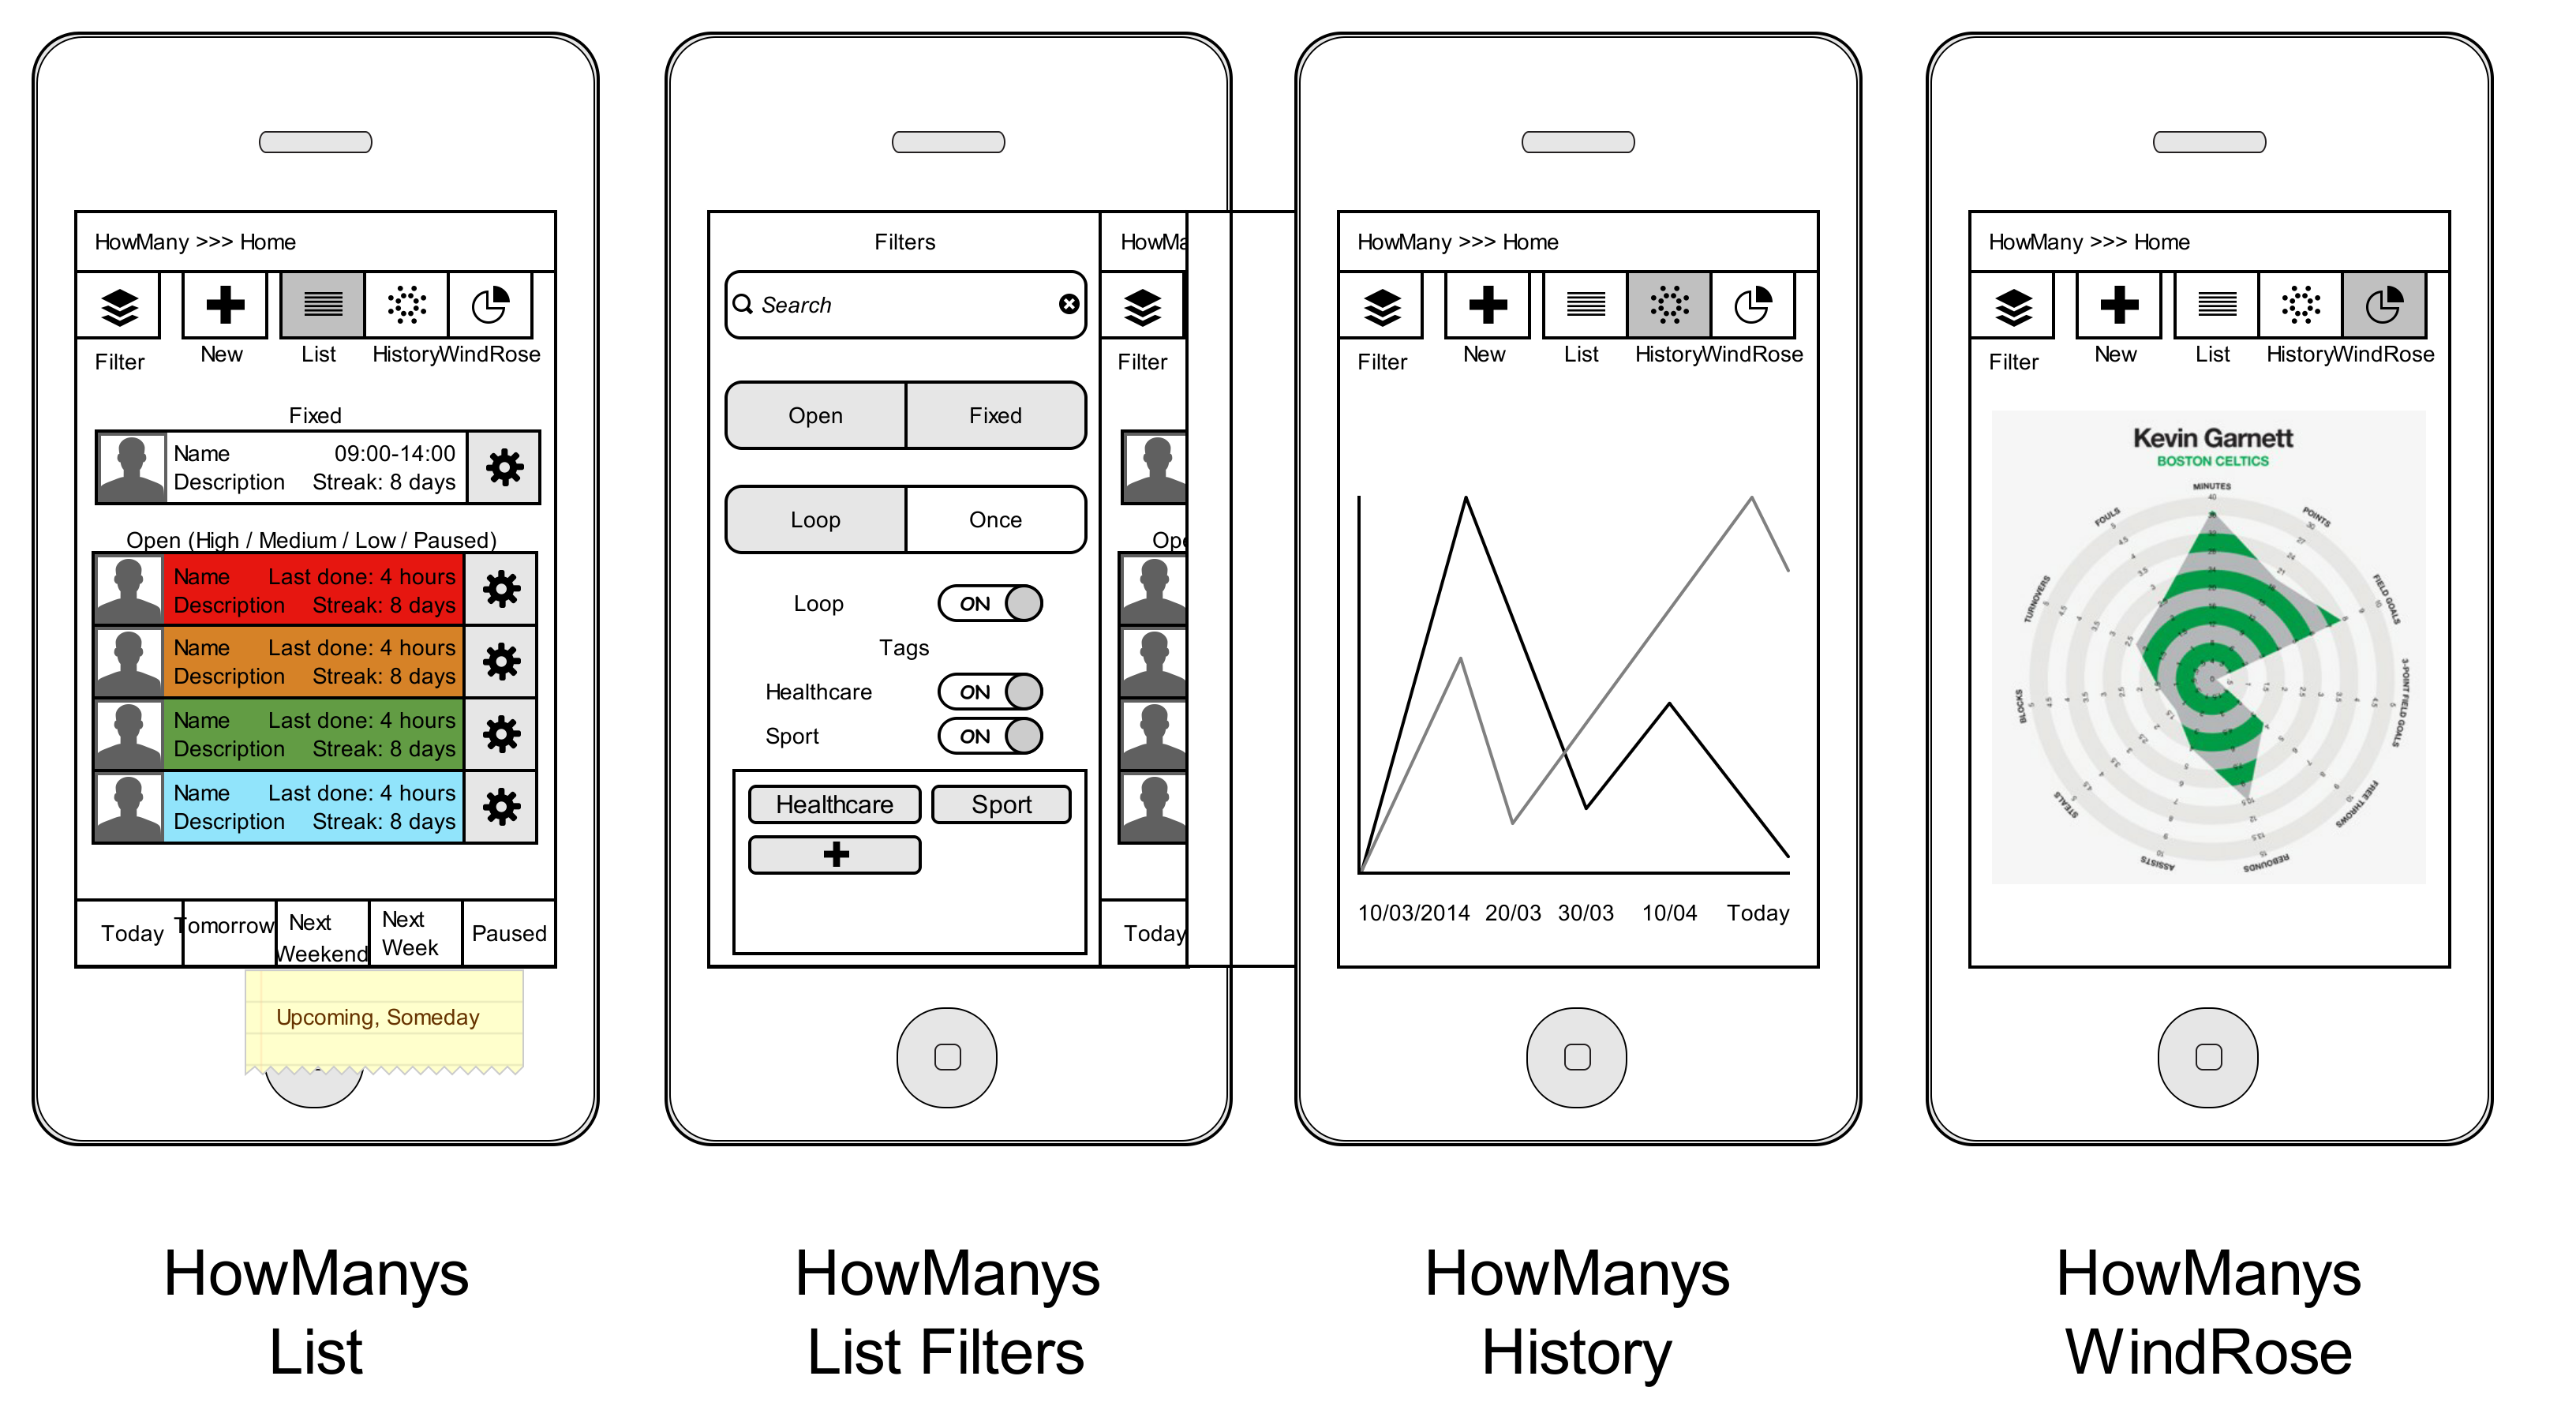 HowMany >>> Home
Filter
New
List
History
WindRose
Fixed
Name 09:00-14:00
Description Streak: 8 days
Open (High / Medium / Low / Paused)
Name Last done: 4 hours
Description Streak: 8 days
Name Last done: 4 hours
Description Streak: 8 days
Name Last done: 4 hours
Description Streak: 8 days
Name Last done: 4 hours
Description Streak: 8 days
Today
Tomorrow
Next
Weekend
Next
Week
Paused
Upcoming, Someday
HowManys
List
Filters
Search
Open
Fixed
Loop
Once
Loop ON
Tags
Healthcare ON
Sport ON
Healthcare
Sport
HowMa
Filter
Ope
Today
HowManys
List Filters
HowMany >>> Home
Filter
New
List
History
WindRose
10/03/2014 20/03 30/03 10/04 Today
HowManys
History
HowMany >>> Home
Filter
New
List
History
WindRose
Kevin Garnett
BOSTON CELTICS
MINUTES
POINTS
FIELD GOALS
3-POINT FIELD GOALS
FREE THROWS
REBOUNDS
ASSISTS
STEALS
BLOCKS
TURNOVERS
FOULS
HowManys
WindRose